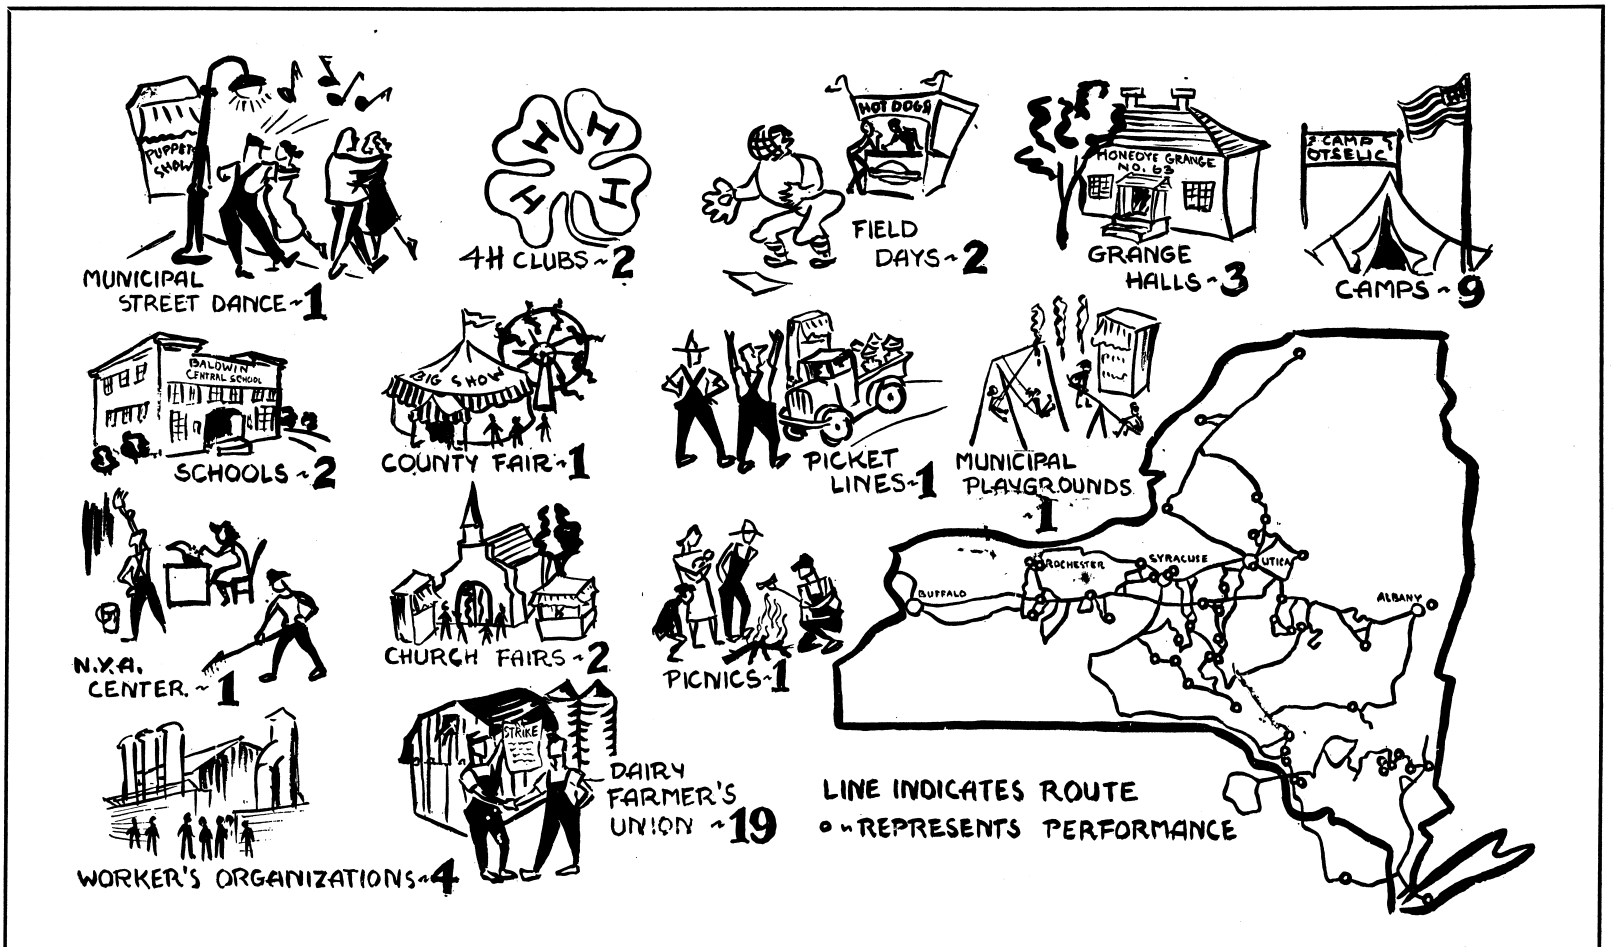 PUPPET
SHOW
MUNICIPAL
STREET DANCE~1
H H
H H
4H CLUBS~2
HOT DOGS
FIELD
DAYS~2
HONEOYE GRANGE
NO. 63
GRANGE
HALLS~3
CAMP
OTSELIC
CAMPS~9
BALDWIN
CENTRAL SCHOOL
SCHOOLS~2
BIG SHOW
COUNTY FAIR~1
PICKET
LINES~1
MUNICIPAL
PLAYGROUNDS
~1
N.Y.A.
CENTER.~1
CHURCH FAIRS~2
PICNICS~1
WORKER'S ORGANIZATIONS~4
STRIKE
DAIRY
FARMER'S
UNION ~19
BUFFALO
ROCHESTER
SYRACUSE
UTICA
ALBANY
LINE INDICATES ROUTE
o " REPRESENTS PERFORMANCE